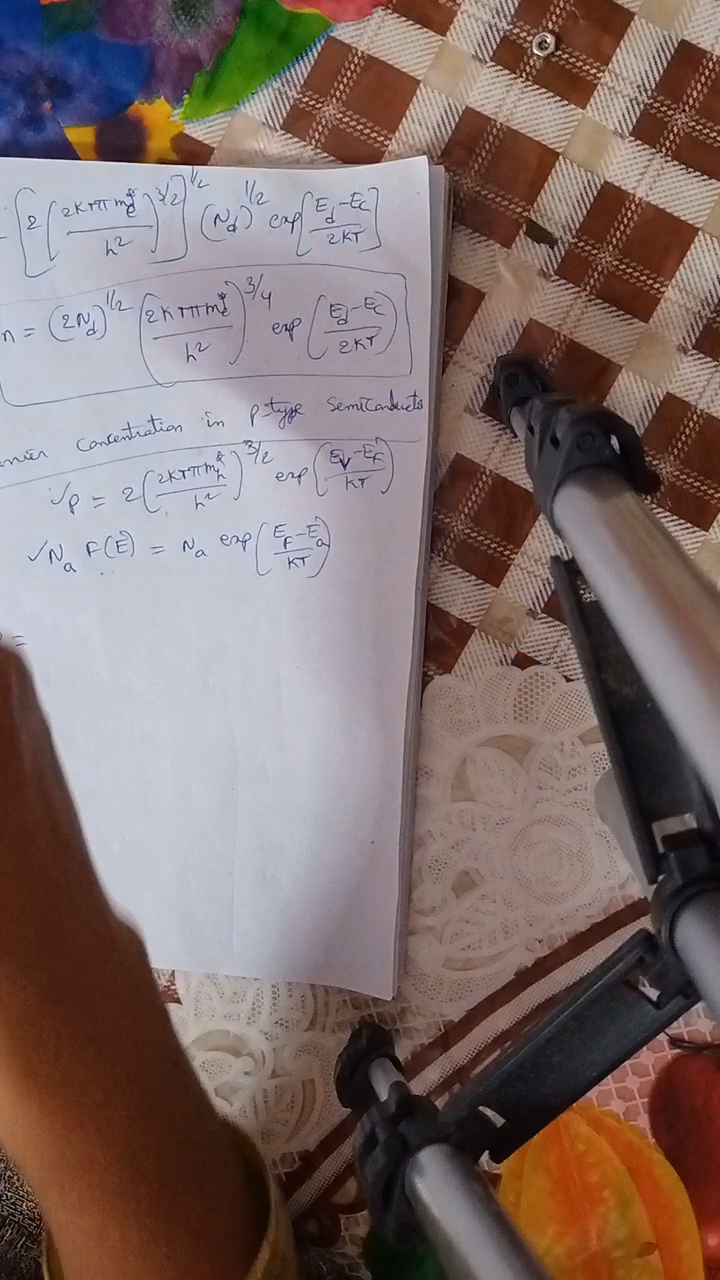 [2(2KTπm*e/h²)^3/2]^1/2 (Nd)^1/2 exp[Ed-Ec/2KT]
n = (2Nd)^1/2 (2KTπm*e/h²)^3/4 exp(Ed-Ec/2KT)
Concentration in p type Semiconducts
✓p = 2(2KTπm*h/h²)^3/2 exp(Ev-EF/KT)
✓Na F(E) = Na exp(EF-Ea/KT)
=